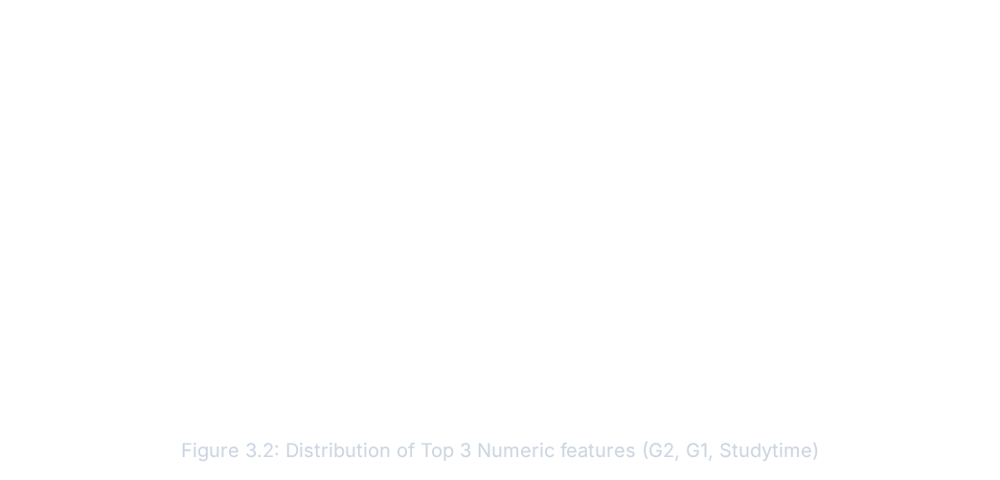 Figure 3.2: Distribution of Top 3 Numeric features (G2, G1, Studytime)